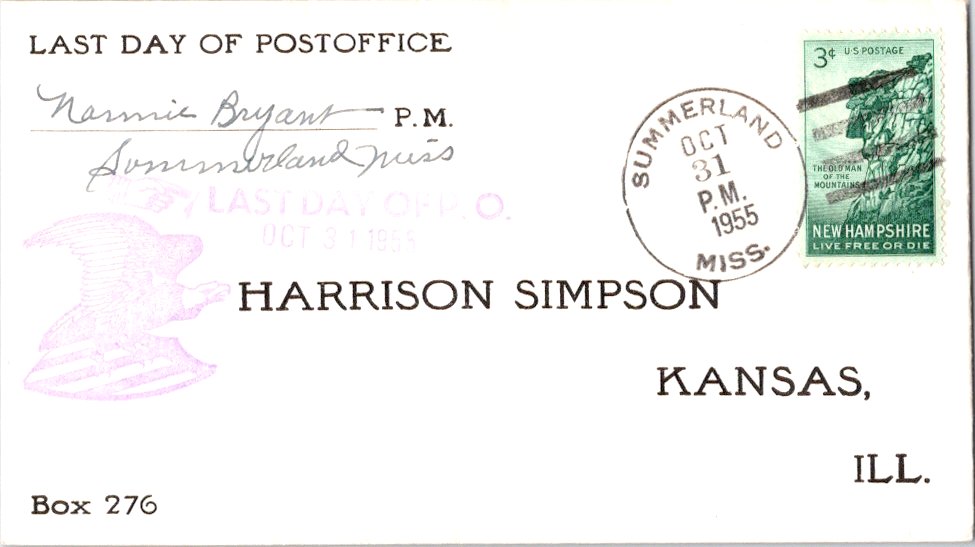 LAST DAY OF POSTOFFICE
Nannie Bryant P.M.
Summerland Miss
LAST DAY OF P. O.
OCT 31 1955
SUMMERLAND
OCT
31
P.M.
1955
MISS.
3¢ U.S. POSTAGE
THE OLD MAN
OF THE
MOUNTAINS
NEW HAMPSHIRE
LIVE FREE OR DIE
HARRISON SIMPSON
KANSAS,
ILL.
Box 276